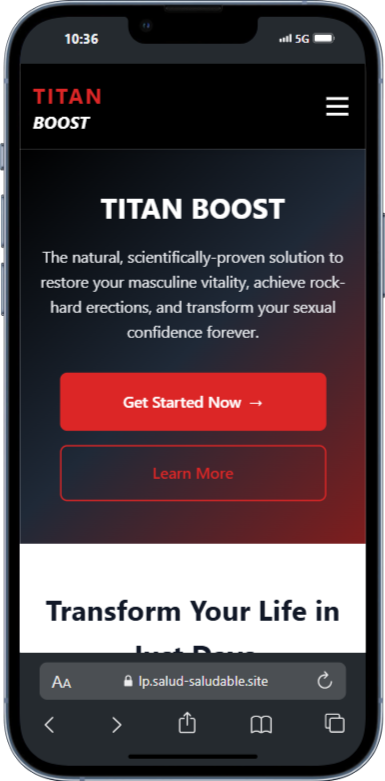 10:36
5G
TITAN
BOOST
TITAN BOOST
The natural, scientifically-proven solution to
restore your masculine vitality, achieve rock-
hard erections, and transform your sexual
confidence forever.
Get Started Now →
Learn More
Transform Your Life in
Just Days
AA
lp.salud-saludable.site